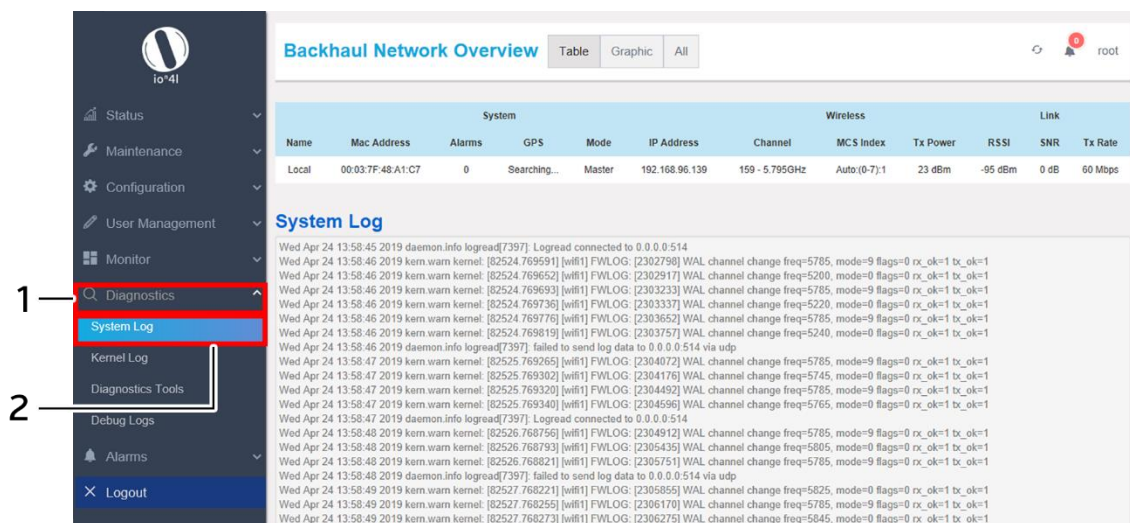 io°4l
Status
Maintenance
Configuration
User Management
Monitor
1
Diagnostics
System Log
Kernel Log
2
Diagnostics Tools
Debug Logs
Alarms
Logout
Backhaul Network Overview Table Graphic All 0 root
System Wireless Link
Name Mac Address Alarms GPS Mode IP Address Channel MCS Index Tx Power RSSI SNR Tx Rate
Local 00:03:7F:48:A1:C7 0 Searching... Master 192.168.96.139 159 - 5.795GHz Auto:(0-7):1 23 dBm -95 dBm 0 dB 60 Mbps
System Log
Wed Apr 24 13:58:45 2019 daemon.info logread[7397]: Logread connected to 0.0.0.0:514
Wed Apr 24 13:58:46 2019 kern.warn kernel: [82524.769591] [wifi1] FWLOG: [2302798] WAL channel change freq=5785, mode=9 flags=0 rx_ok=1 tx_ok=1
Wed Apr 24 13:58:46 2019 kern.warn kernel: [82524.769652] [wifi1] FWLOG: [2302917] WAL channel change freq=5200, mode=0 flags=0 rx_ok=1 tx_ok=1
Wed Apr 24 13:58:46 2019 kern.warn kernel: [82524.769693] [wifi1] FWLOG: [2303233] WAL channel change freq=5785, mode=9 flags=0 rx_ok=1 tx_ok=1
Wed Apr 24 13:58:46 2019 kern.warn kernel: [82524.769736] [wifi1] FWLOG: [2303337] WAL channel change freq=5220, mode=0 flags=0 rx_ok=1 tx_ok=1
Wed Apr 24 13:58:46 2019 kern.warn kernel: [82524.769776] [wifi1] FWLOG: [2303652] WAL channel change freq=5785, mode=9 flags=0 rx_ok=1 tx_ok=1
Wed Apr 24 13:58:46 2019 kern.warn kernel: [82524.769819] [wifi1] FWLOG: [2303757] WAL channel change freq=5240, mode=0 flags=0 rx_ok=1 tx_ok=1
Wed Apr 24 13:58:46 2019 daemon.info logread[7397]: failed to send log data to 0.0.0.0:514 via udp
Wed Apr 24 13:58:47 2019 kern.warn kernel: [82525.769265] [wifi1] FWLOG: [2304072] WAL channel change freq=5785, mode=9 flags=0 rx_ok=1 tx_ok=1
Wed Apr 24 13:58:47 2019 kern.warn kernel: [82525.769302] [wifi1] FWLOG: [2304176] WAL channel change freq=5745, mode=0 flags=0 rx_ok=1 tx_ok=1
Wed Apr 24 13:58:47 2019 kern.warn kernel: [82525.769320] [wifi1] FWLOG: [2304492] WAL channel change freq=5785, mode=9 flags=0 rx_ok=1 tx_ok=1
Wed Apr 24 13:58:47 2019 kern.warn kernel: [82525.769340] [wifi1] FWLOG: [2304596] WAL channel change freq=5765, mode=0 flags=0 rx_ok=1 tx_ok=1
Wed Apr 24 13:58:47 2019 daemon.info logread[7397]: Logread connected to 0.0.0.0:514
Wed Apr 24 13:58:48 2019 kern.warn kernel: [82526.768756] [wifi1] FWLOG: [2304912] WAL channel change freq=5785, mode=9 flags=0 rx_ok=1 tx_ok=1
Wed Apr 24 13:58:48 2019 kern.warn kernel: [82526.768793] [wifi1] FWLOG: [2305435] WAL channel change freq=5805, mode=0 flags=0 rx_ok=1 tx_ok=1
Wed Apr 24 13:58:48 2019 kern.warn kernel: [82526.768821] [wifi1] FWLOG: [2305751] WAL channel change freq=5785, mode=9 flags=0 rx_ok=1 tx_ok=1
Wed Apr 24 13:58:48 2019 daemon.info logread[7397]: failed to send log data to 0.0.0.0:514 via udp
Wed Apr 24 13:58:49 2019 kern.warn kernel: [82527.768221] [wifi1] FWLOG: [2305855] WAL channel change freq=5825, mode=0 flags=0 rx_ok=1 tx_ok=1
Wed Apr 24 13:58:49 2019 kern.warn kernel: [82527.768255] [wifi1] FWLOG: [2306170] WAL channel change freq=5785, mode=9 flags=0 rx_ok=1 tx_ok=1
Wed Apr 24 13:58:49 2019 kern.warn kernel: [82527.768273] [wifi1] FWLOG: [2306275] WAL channel change freq=5845, mode=0 flags=0 rx_ok=1 tx_ok=1